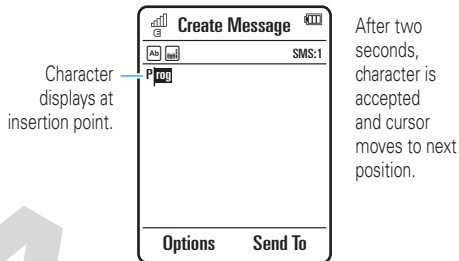 Create Message
Ab
SMS:1
Prog
Options
Send To
Character
displays at
insertion point.
After two
seconds,
character is
accepted
and cursor
moves to next
position.